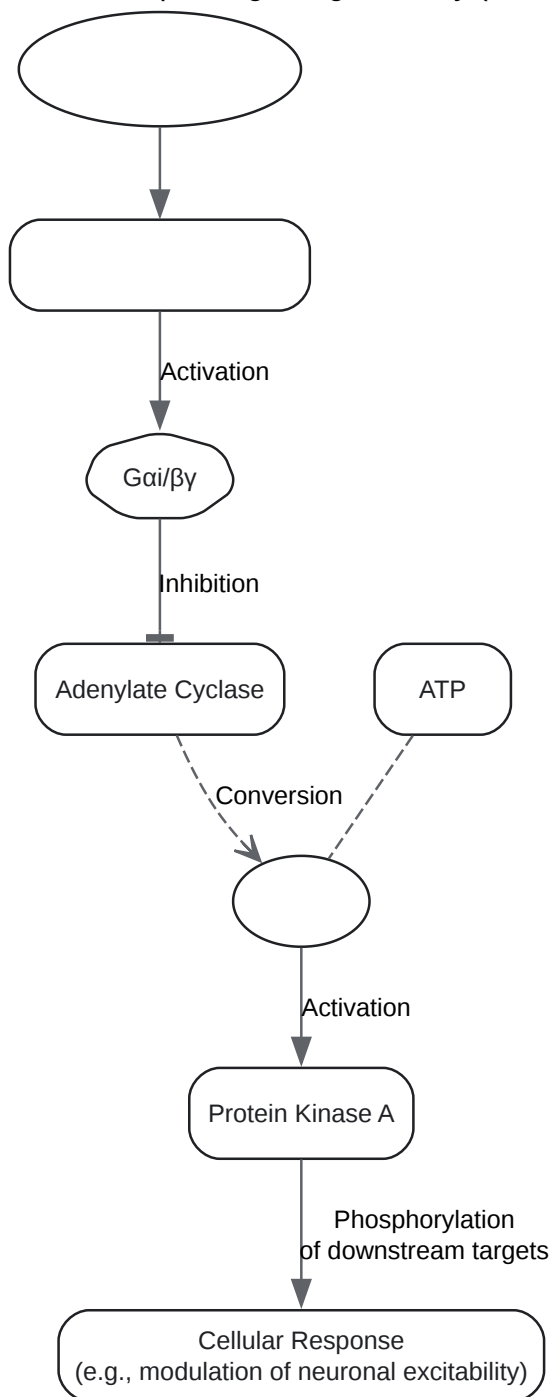 Activation
Gαi/βγ
Inhibition
Adenylate Cyclase
ATP
Conversion
Activation
Protein Kinase A
Phosphorylation
of downstream targets
Cellular Response
(e.g., modulation of neuronal excitability)